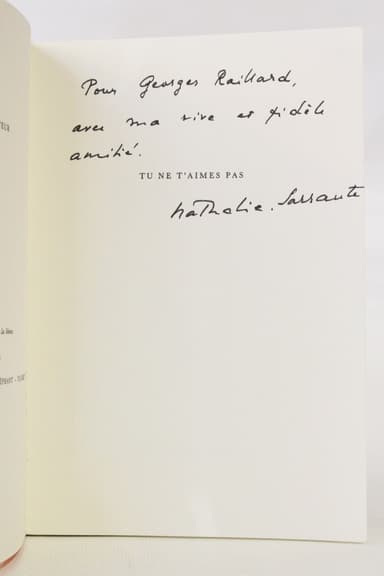 Pour Georges Raillard,
avec ma vive et fidèle
amitié.
TU NE T'AIMES PAS
Nathalie. Sarraute